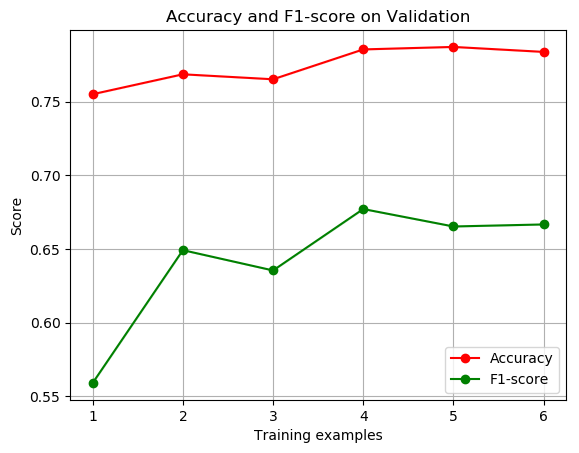 Accuracy and F1-score on Validation
0.75
0.70
0.65
0.60
0.55
Score
1 2 3 4 5 6
Training examples
Accuracy
F1-score